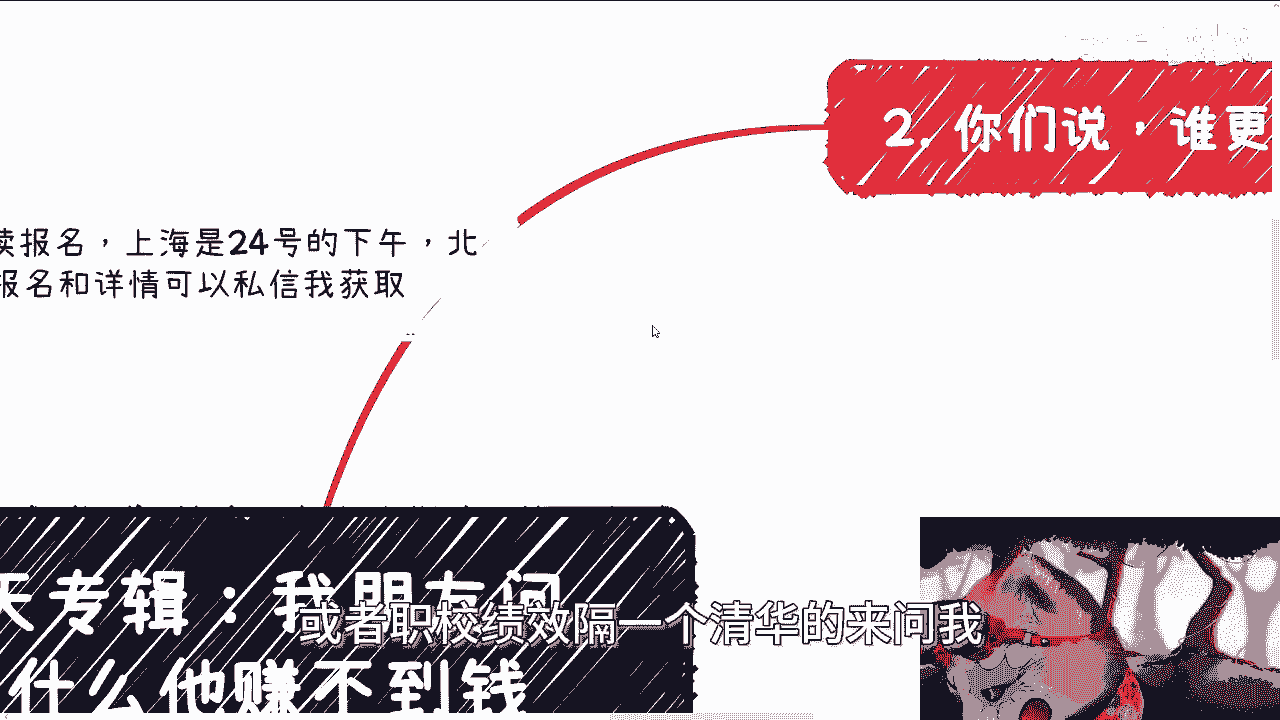 2. 你们说，谁更
续报名，上海是24号的下午，北
报名和详情可以私信我获取
天专辑：我朋友问
什么他赚不到钱
或者职校绩效隔一个清华的来问我